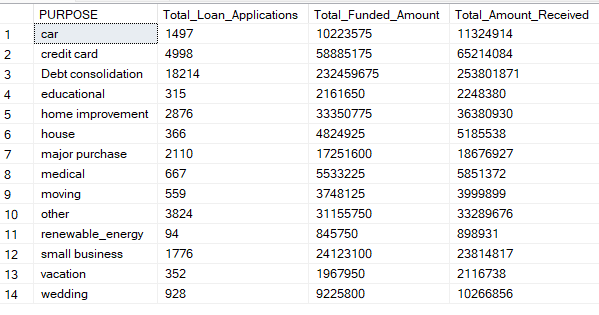 PURPOSE Total_Loan_Applications Total_Funded_Amount Total_Amount_Received
1 car 1497 10223575 11324914
2 credit card 4998 58885175 65214084
3 Debt consolidation 18214 232459675 253801871
4 educational 315 2161650 2248380
5 home improvement 2876 33350775 36380930
6 house 366 4824925 5185538
7 major purchase 2110 17251600 18676927
8 medical 667 5533225 5851372
9 moving 559 3748125 3999899
10 other 3824 31155750 33289676
11 renewable_energy 94 845750 898931
12 small business 1776 24123100 23814817
13 vacation 352 1967950 2116738
14 wedding 928 9225800 10266856